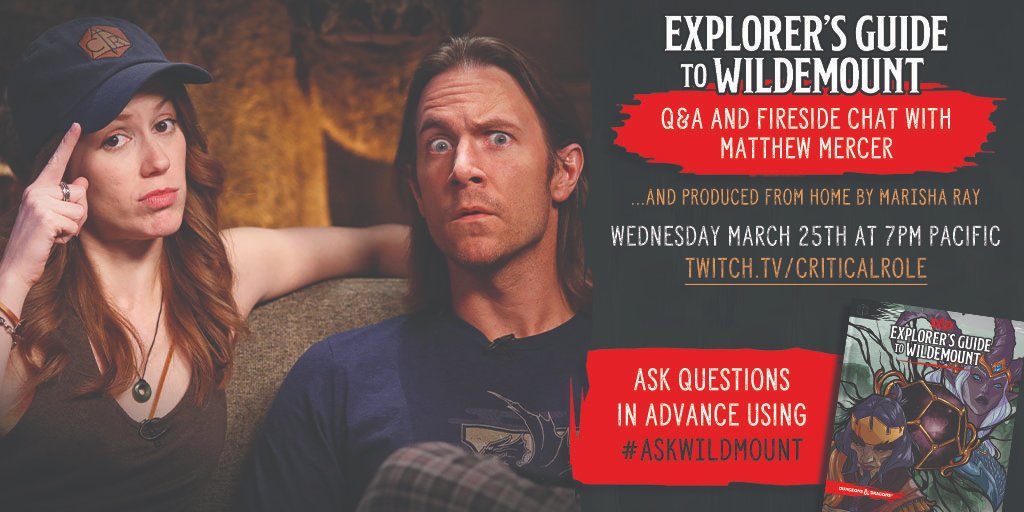 EXPLORER'S GUIDE
TO WILDEMOUNT
Q&A AND FIRESIDE CHAT WITH
MATTHEW MERCER
...AND PRODUCED FROM HOME BY MARISHA RAY
WEDNESDAY MARCH 25TH AT 7PM PACIFIC
TWITCH.TV/CRITICALROLE
ASK QUESTIONS
IN ADVANCE USING
#ASKWILDMOUNT
EXPLORER'S GUIDE
TO WILDEMOUNT
DUNGEONS & DRAGONS